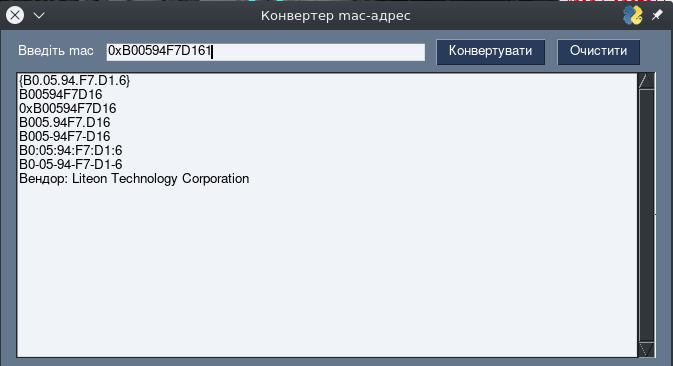 Конвертер mac-адрес
Введіть mac 0xB00594F7D161 Конвертувати Очистити
{B0.05.94.F7.D1.6}
B00594F7D16
0xB00594F7D16
B005.94F7.D16
B005-94F7-D16
B0:05:94:F7:D1:6
B0-05-94-F7-D1-6
Вендор: Liteon Technology Corporation